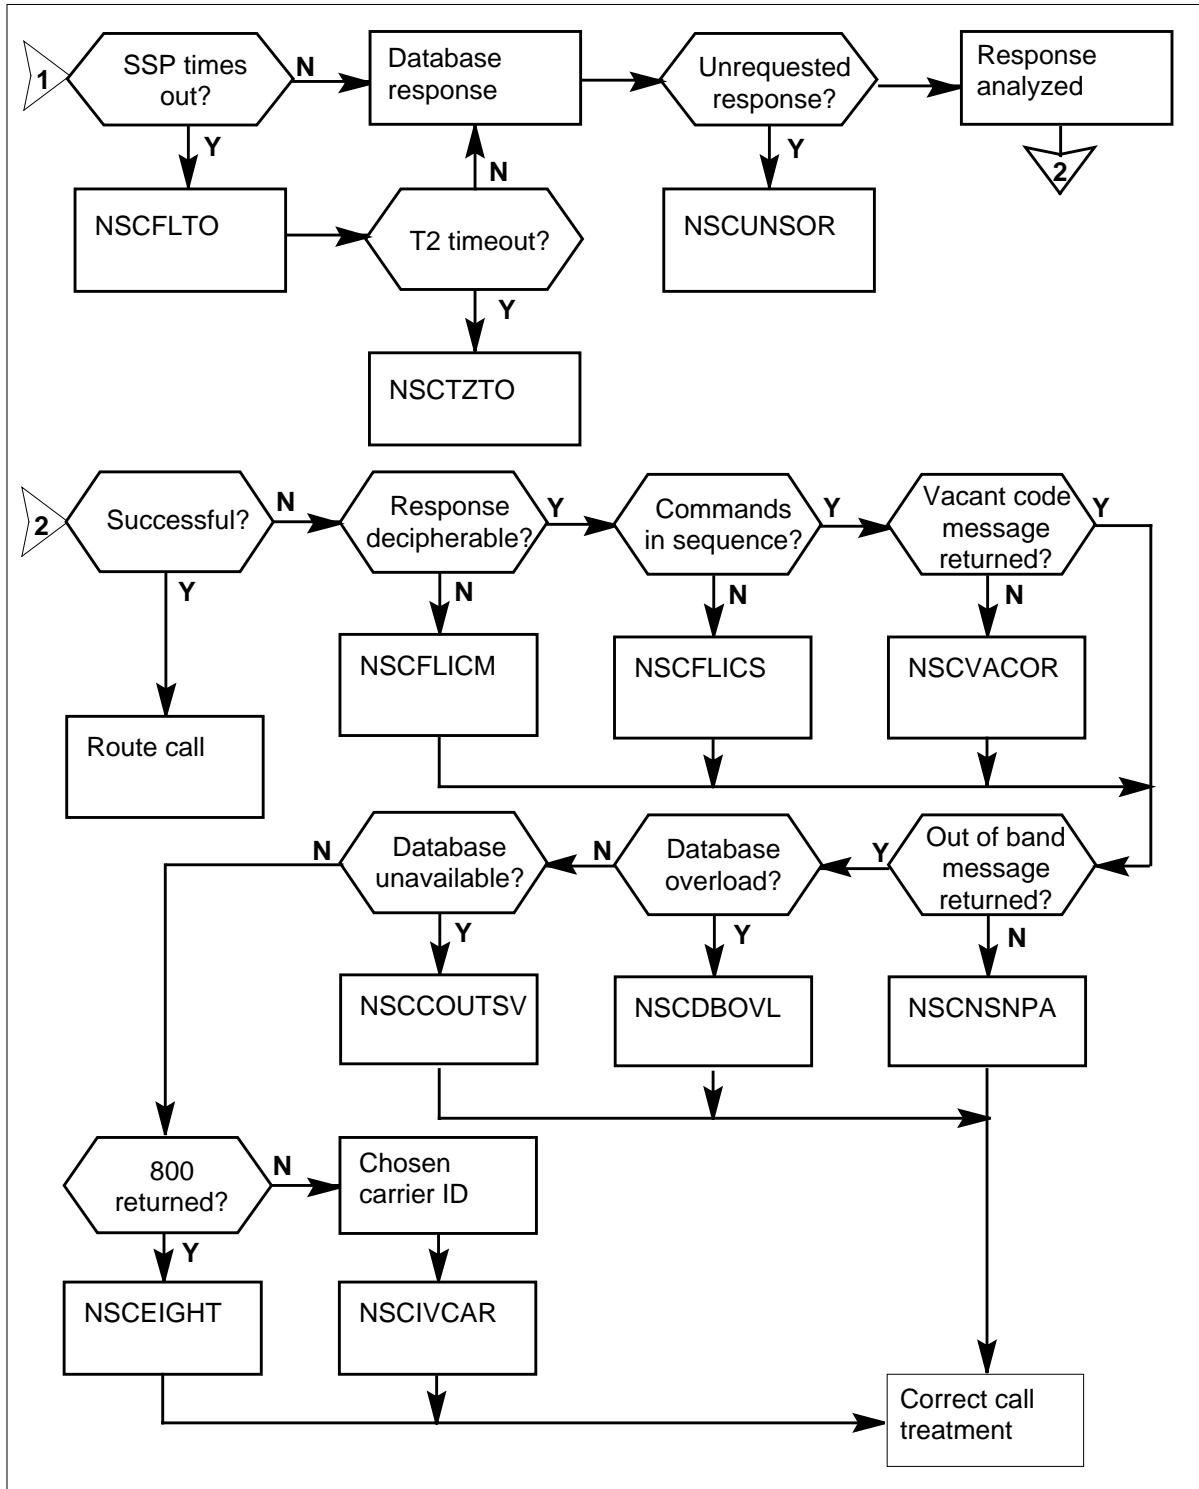 1
SSP times
out?
N
Database
response
Unrequested
response?
Response
analyzed
Y
N
Y
2
NSCFLTO
T2 timeout?
NSCUNSOR
Y
NSCTZTO
2
Successful?
N
Response
decipherable?
Y
Commands
in sequence?
Y
Vacant code
message
returned?
Y
Y
N
N
N
NSCFLICM
NSCFLICS
NSCVACOR
Route call
N
Database
unavailable?
N
Database
overload?
Y
Out of band
message
returned?
Y
Y
N
NSCCOUTSV
NSCDBOVL
NSCNSNPA
800
returned?
N
Chosen
carrier ID
Y
NSCEIGHT
NSCIVCAR
Correct call
treatment